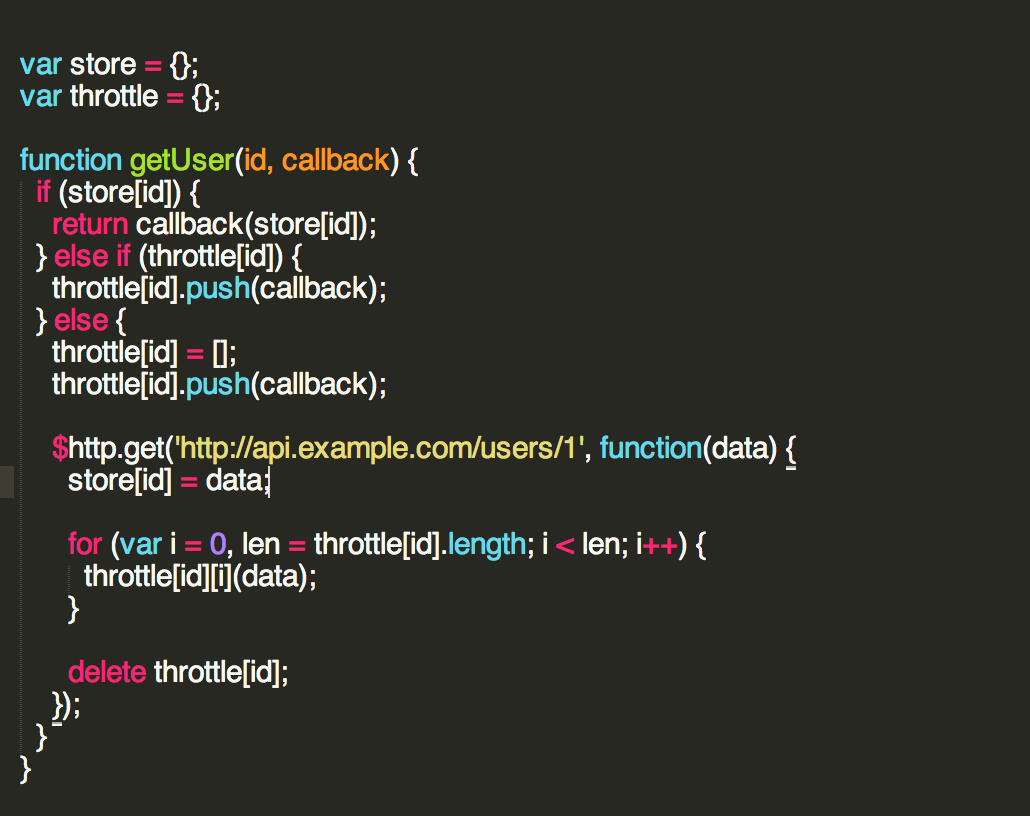 var store = {};
var throttle = {};
function getUser(id, callback) {
if (store[id]) {
return callback(store[id]);
} else if (throttle[id]) {
throttle[id].push(callback);
} else {
throttle[id] = [];
throttle[id].push(callback);
$http.get('http://api.example.com/users/1', function(data) {
store[id] = data;
for (var i = 0, len = throttle[id].length; i < len; i++) {
throttle[id][i](data);
}
delete throttle[id];
});
}
}